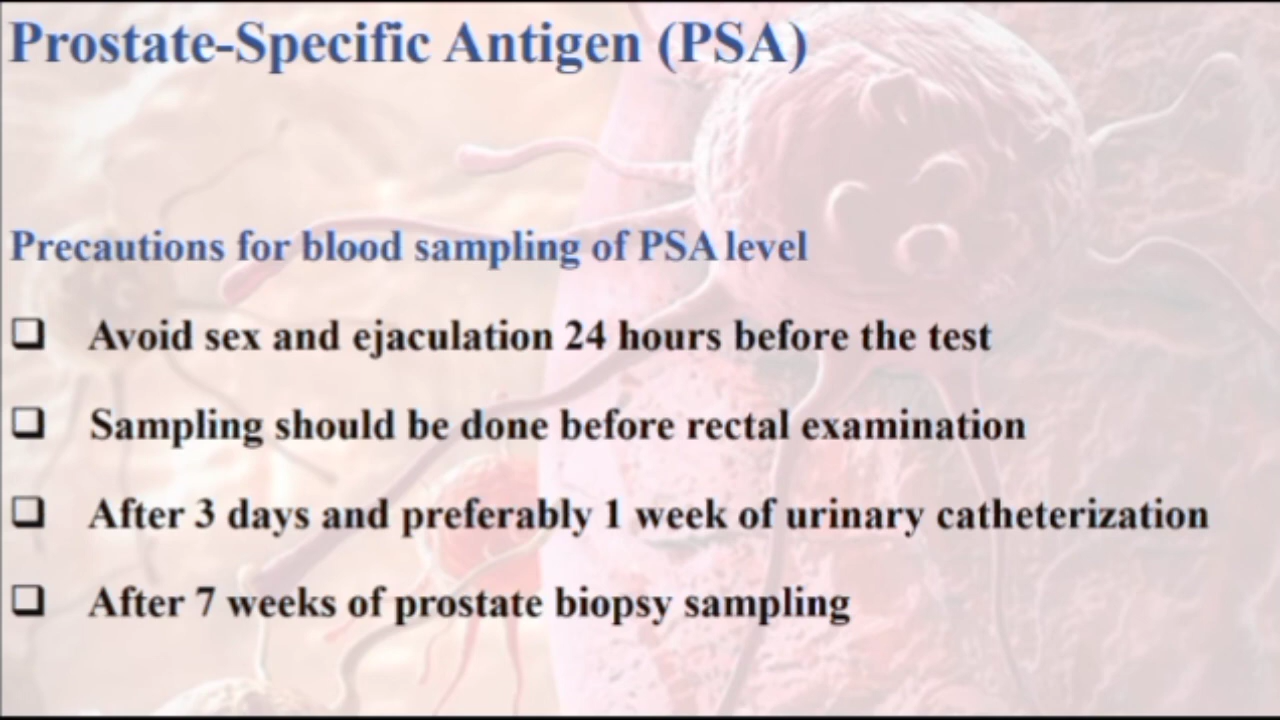 Prostate-Specific Antigen (PSA)
Precautions for blood sampling of PSA level
❑ Avoid sex and ejaculation 24 hours before the test
❑ Sampling should be done before rectal examination
❑ After 3 days and preferably 1 week of urinary catheterization
❑ After 7 weeks of prostate biopsy sampling